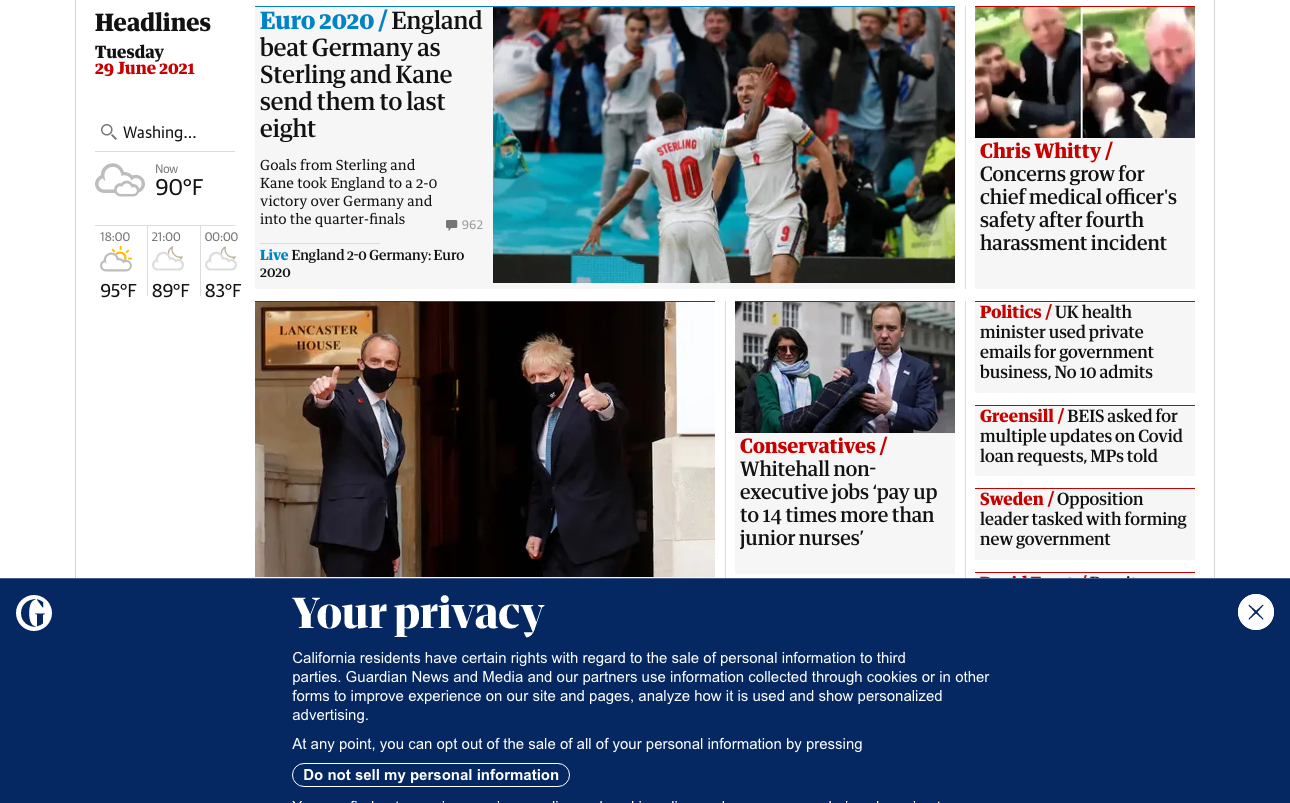 Headlines
Tuesday
29 June 2021
Washing...
Now
90°F
18:00
21:00
00:00
95°F
89°F
83°F
Euro 2020 / England
beat Germany as
Sterling and Kane
send them to last
eight
Goals from Sterling and
Kane took England to a 2-0
victory over Germany and
into the quarter-finals
962
Live England 2-0 Germany: Euro
2020
STERLING
10
9
Chris Whitty /
Concerns grow for
chief medical officer's
safety after fourth
harassment incident
LANCASTER
HOUSE
Conservatives /
Whitehall non-
executive jobs ‘pay up
to 14 times more than
junior nurses’
Politics / UK health
minister used private
emails for government
business, No 10 admits
Greensill / BEIS asked for
multiple updates on Covid
loan requests, MPs told
Sweden / Opposition
leader tasked with forming
new government
G
Your privacy
California residents have certain rights with regard to the sale of personal information to third
parties. Guardian News and Media and our partners use information collected through cookies or in other
forms to improve experience on our site and pages, analyze how it is used and show personalized
advertising.
At any point, you can opt out of the sale of all of your personal information by pressing
Do not sell my personal information